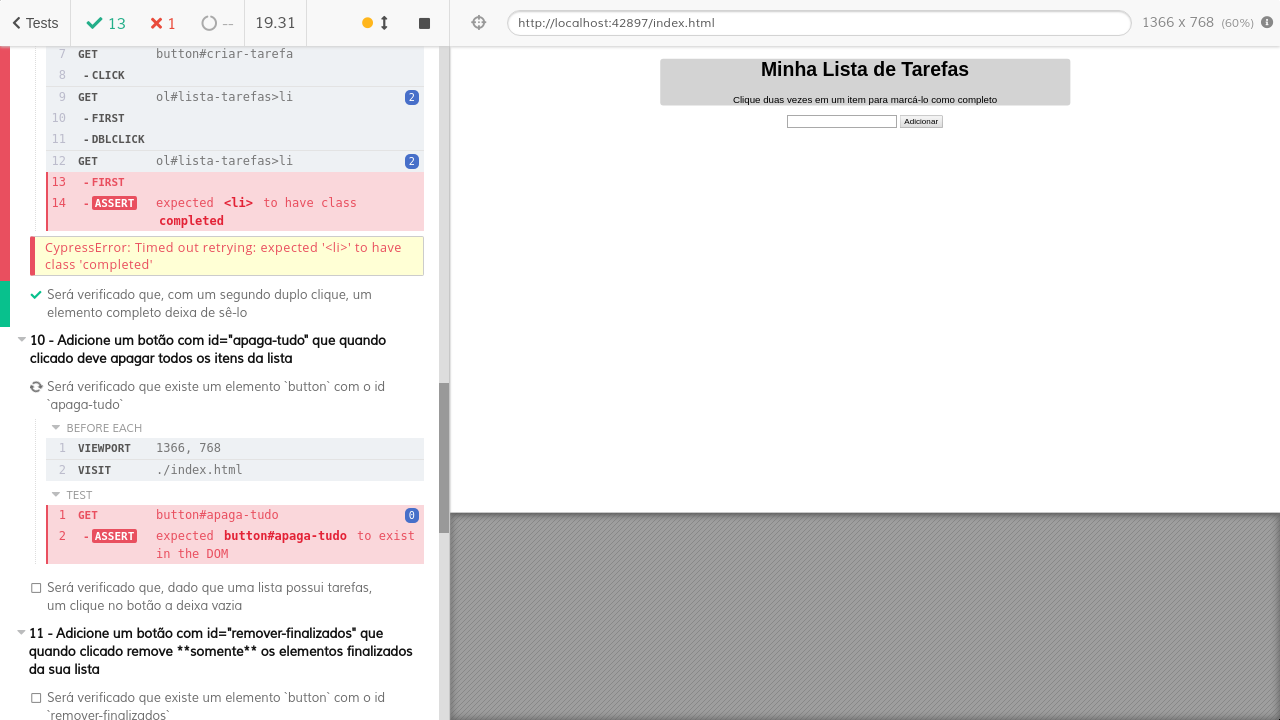 Tests
13
1
--
19.31
http://localhost:42897/index.html
1366 x 768 (60%)
7 GET button#criar-tarefa
8 - CLICK
9 GET ol#lista-tarefas>li 2
10 - FIRST
11 - DBLCLICK
12 GET ol#lista-tarefas>li 2
13 - FIRST
14 - ASSERT expected <li> to have class
completed
CypressError: Timed out retrying: expected '<li>' to have
class 'completed'
Será verificado que, com um segundo duplo clique, um
elemento completo deixa de sê-lo
10 - Adicione um botão com id="apaga-tudo" que quando
clicado deve apagar todos os itens da lista
Será verificado que existe um elemento `button` com o id
`apaga-tudo`
BEFORE EACH
1 VIEWPORT 1366, 768
2 VISIT ./index.html
TEST
1 GET button#apaga-tudo 0
2 - ASSERT expected button#apaga-tudo to exist
in the DOM
Será verificado que, dado que uma lista possui tarefas,
um clique no botão a deixa vazia
11 - Adicione um botão com id="remover-finalizados" que
quando clicado remove **somente** os elementos finalizados
da sua lista
Será verificado que existe um elemento `button` com o id
`remover-finalizados`
Minha Lista de Tarefas
Clique duas vezes em um item para marcá-lo como completo
Adicionar